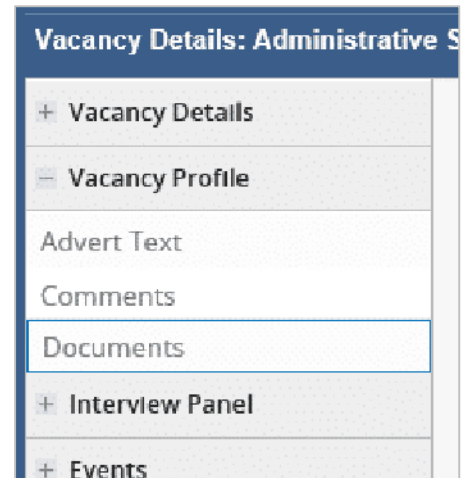 Vacancy Details: Administrative S
+ Vacancy Details
− Vacancy Profile
Advert Text
Comments
Documents
+ Interview Panel
+ Events